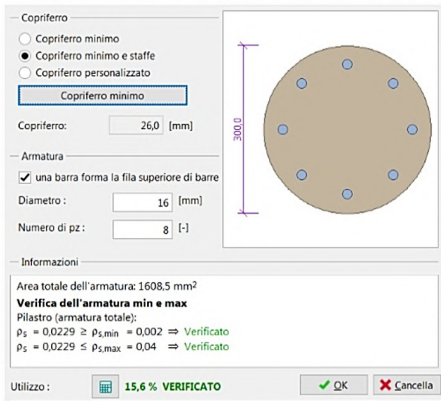 Copriferro
Copriferro minimo
Copriferro minimo e staffe
Copriferro personalizzato
Copriferro minimo
Copriferro: 26,0 [mm]
Armatura
una barra forma la fila superiore di barre
Diametro : 16 [mm]
Numero di pz : 8 [-]
300,0
Informazioni
Area totale dell'armatura: 1608,5 mm²
Verifica dell'armatura min e max
Pilastro (armatura totale):
ρs = 0,0229 ≥ ρs,min = 0,002 ⇒ Verificato
ρs = 0,0229 ≤ ρs,max = 0,04 ⇒ Verificato
Utilizzo : 15,6 % VERIFICATO OK Cancella